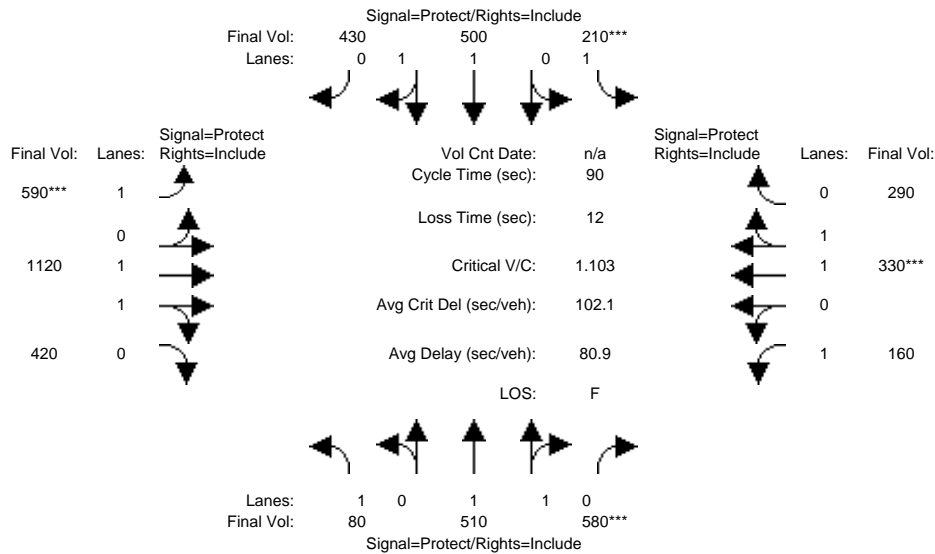 Signal=Protect/Rights=Include
Final Vol: 430 500 210***
Lanes: 0 1 1 0 1
Signal=Protect Signal=Protect
Final Vol: Lanes: Rights=Include Vol Cnt Date: n/a Rights=Include Lanes: Final Vol:
Cycle Time (sec): 90
590*** 1 0 290
Loss Time (sec): 12
0 1
1120 1 Critical V/C: 1.103 1 330***
1 Avg Crit Del (sec/veh): 102.1 0
420 0 Avg Delay (sec/veh): 80.9 1 160
LOS: F
Lanes: 1 0 1 1 0
Final Vol: 80 510 580***
Signal=Protect/Rights=Include